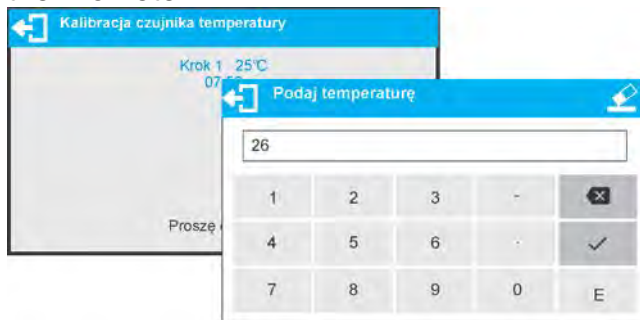 Kalibracja czujnika temperatury
Krok 1 25°C
Proszę
Podaj temperaturę
26
1 2 3 -
4 5 6 .
7 8 9 0 E